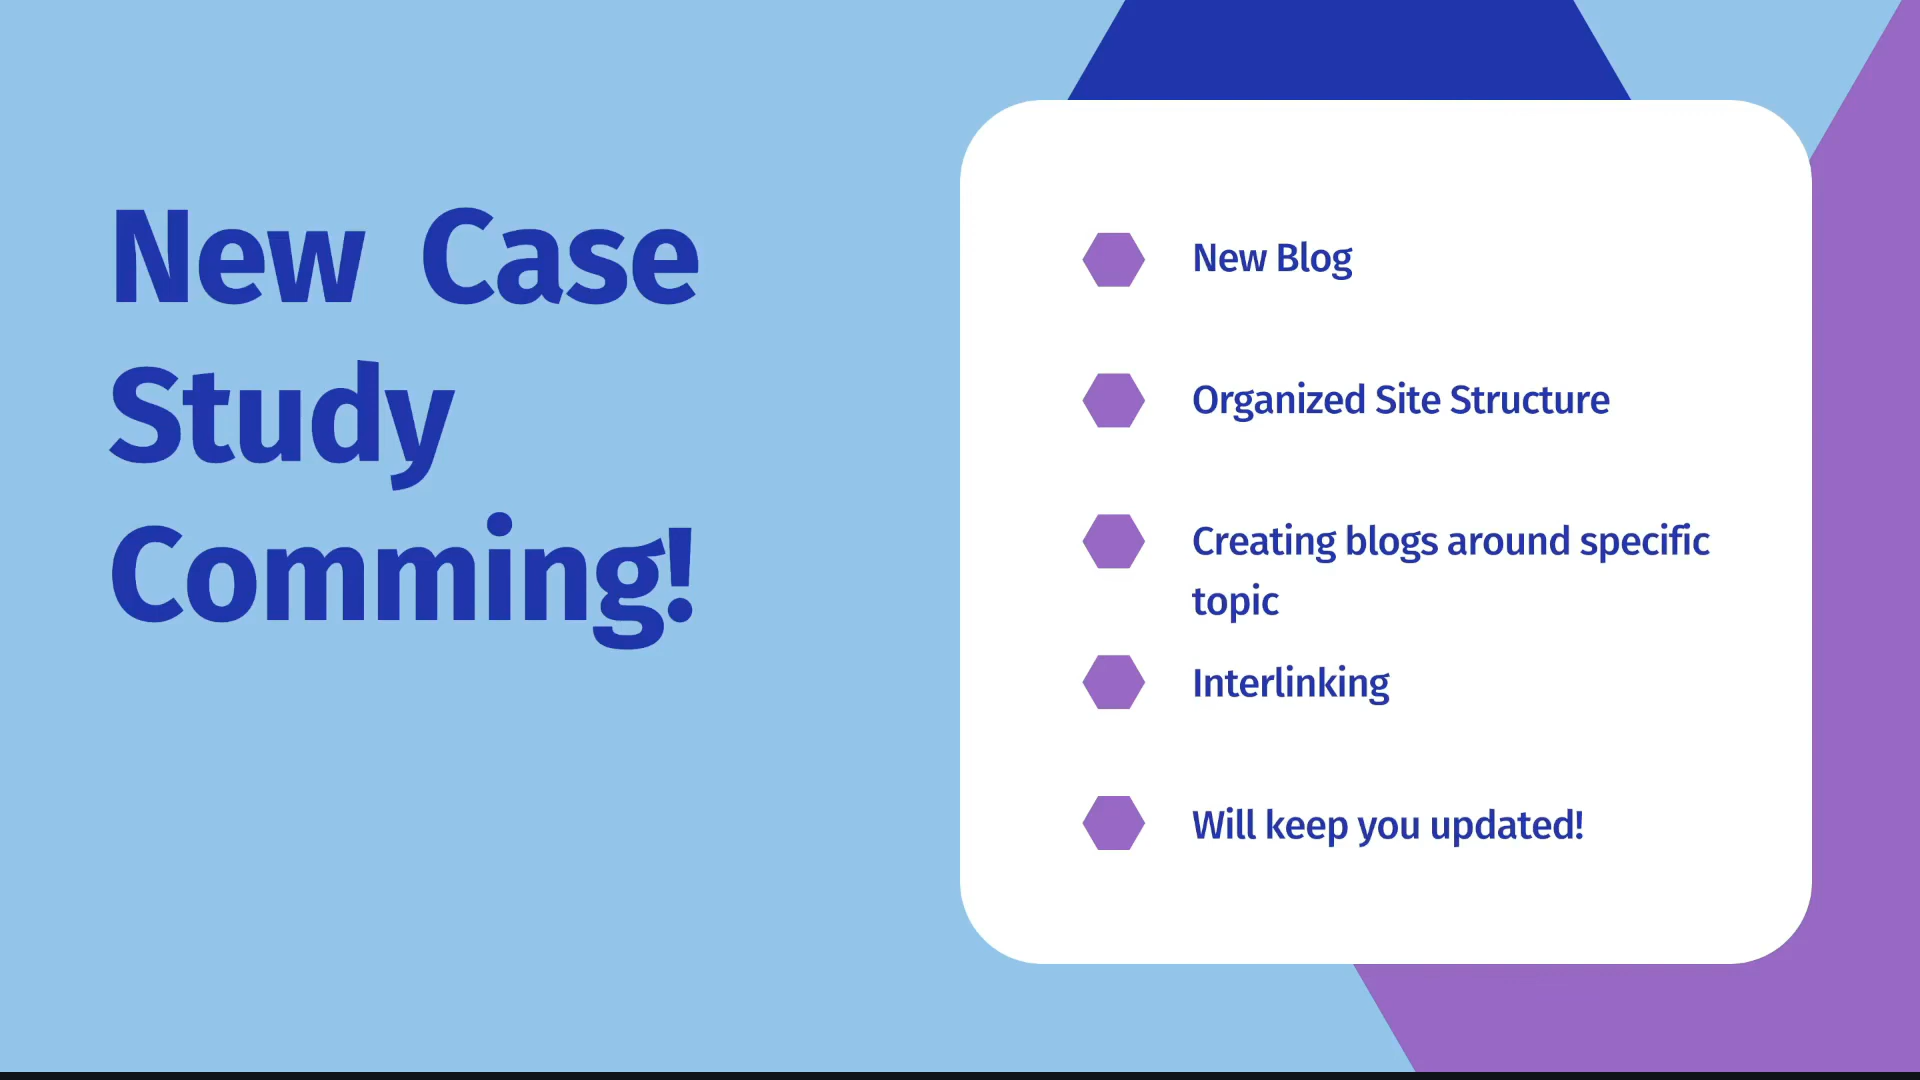 New Case
Study
Comming!
New Blog
Organized Site Structure
Creating blogs around specific
topic
Interlinking
Will keep you updated!